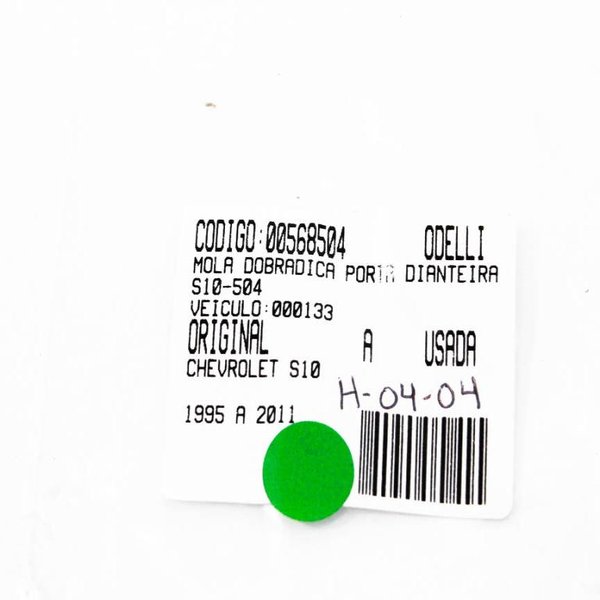 CODIGO:00568504 ODELLI
MOLA DOBRADICA PORTA DIANTEIRA
S10-504
VEICULO:000133
ORIGINAL A USADA
CHEVROLET S10
H-04-04
1995 A 2011